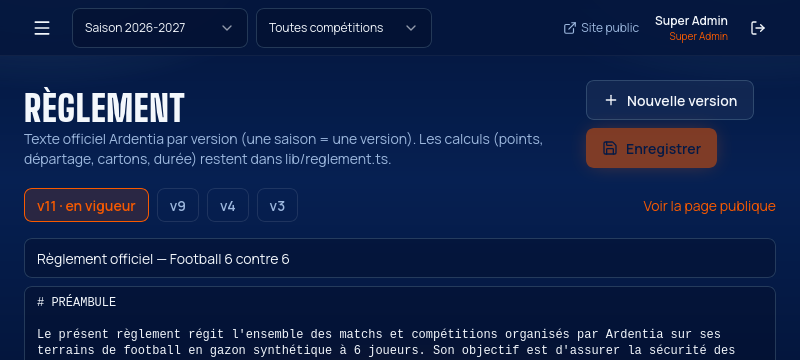 Saison 2026-2027
Toutes compétitions
Site public
Super Admin
Super Admin
RÈGLEMENT
Texte officiel Ardentia par version (une saison = une version). Les calculs (points,
départage, cartons, durée) restent dans lib/reglement.ts.
Nouvelle version
Enregistrer
v11 · en vigueur
v9
v4
v3
Voir la page publique
Règlement officiel — Football 6 contre 6
# PRÉAMBULE
Le présent règlement régit l'ensemble des matchs et compétitions organisés par Ardentia sur ses
terrains de football en gazon synthétique à 6 joueurs. Son objectif est d'assurer la sécurité des